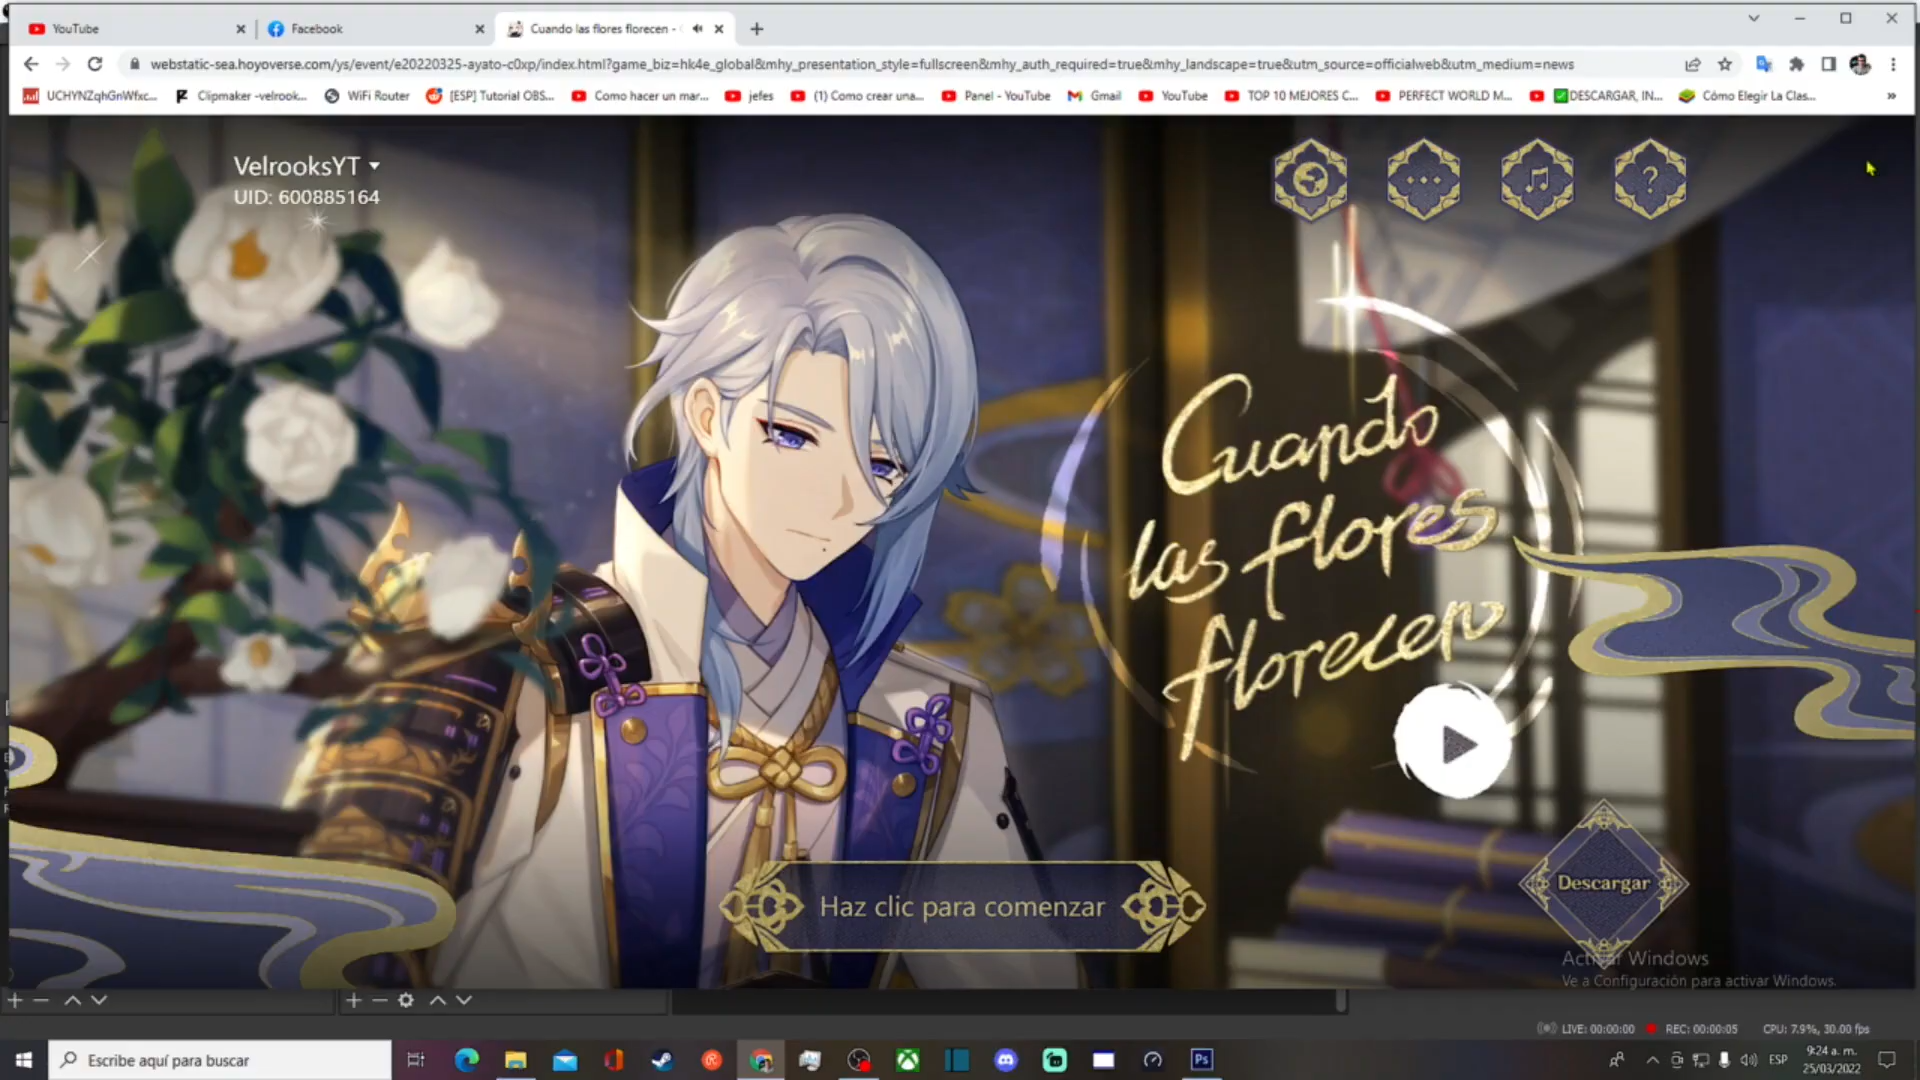 YouTube
Facebook
Cuando las flores florecen -
webstatic-sea.hoyoverse.com/ys/event/e20220325-ayato-c0xp/index.html?game_biz=hk4e_global&mhy_presentation_style=fullscreen&mhy_auth_required=true&mhy_landscape=true&utm_source=officialweb&utm_medium=news
UCHYNZqhGnWfxc...
Clipmaker -velrook...
WiFi Router
[ESP] Tutorial OBS...
Como hacer un mar...
jefes
(1) Como crear una...
Panel - YouTube
Gmail
YouTube
TOP 10 MEJORES C...
PERFECT WORLD M...
DESCARGAR, IN...
Cómo Elegir La Clas...
»
VelrooksYT
UID: 600885164
?
Cuando
las flores
florecen
Haz clic para comenzar
Descargar
Activar Windows
Ve a Configuración para activar Windows.
LIVE: 00:00:00
REC: 00:00:05
CPU: 7.9%, 30.00 fps
Escribe aquí para buscar
Ps
ESP
9:24 a. m.
25/03/2022